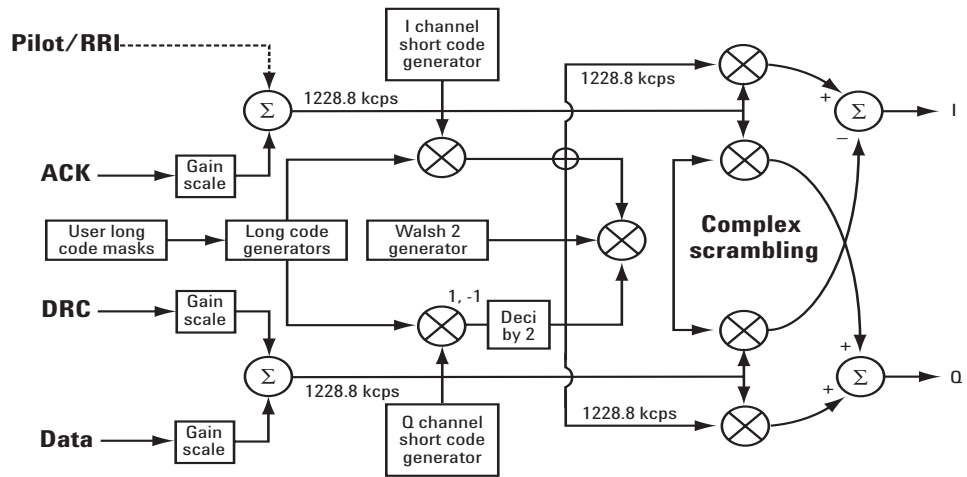 Pilot/RRI
I channel
short code
generator
1228.8 kcps
1228.8 kcps
Σ
+
Σ
I
−
ACK
Gain
scale
User long
code masks
Long code
generators
Walsh 2
generator
Complex
scrambling
DRC
Gain
scale
1, -1
Deci
by 2
Σ
1228.8 kcps
+
Σ
Q
+
1228.8 kcps
Data
Gain
scale
Q channel
short code
generator